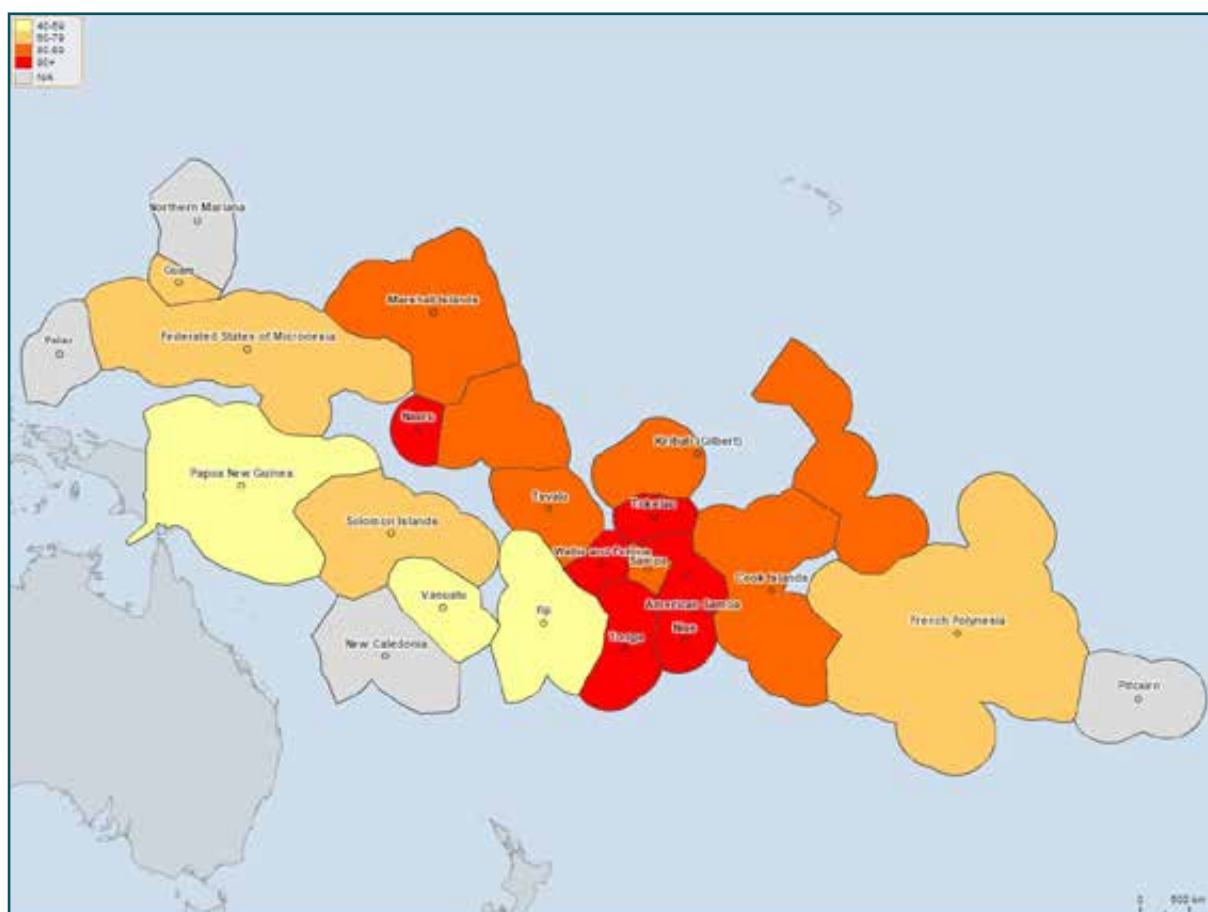 40-59
60-79
80-89
90+
N/A
Northern Mariana
Guam
Marshall Islands
Federated States of Micronesia
Palau
Nauru
Kiribati (Gilbert)
Papua New Guinea
Tuvalu
Tokelau
Solomon Islands
Wallis and Futuna
Samoa
Cook Islands
Vanuatu
American Samoa
Fiji
French Polynesia
Niue
Tonga
New Caledonia
Pitcairn
0 500 km